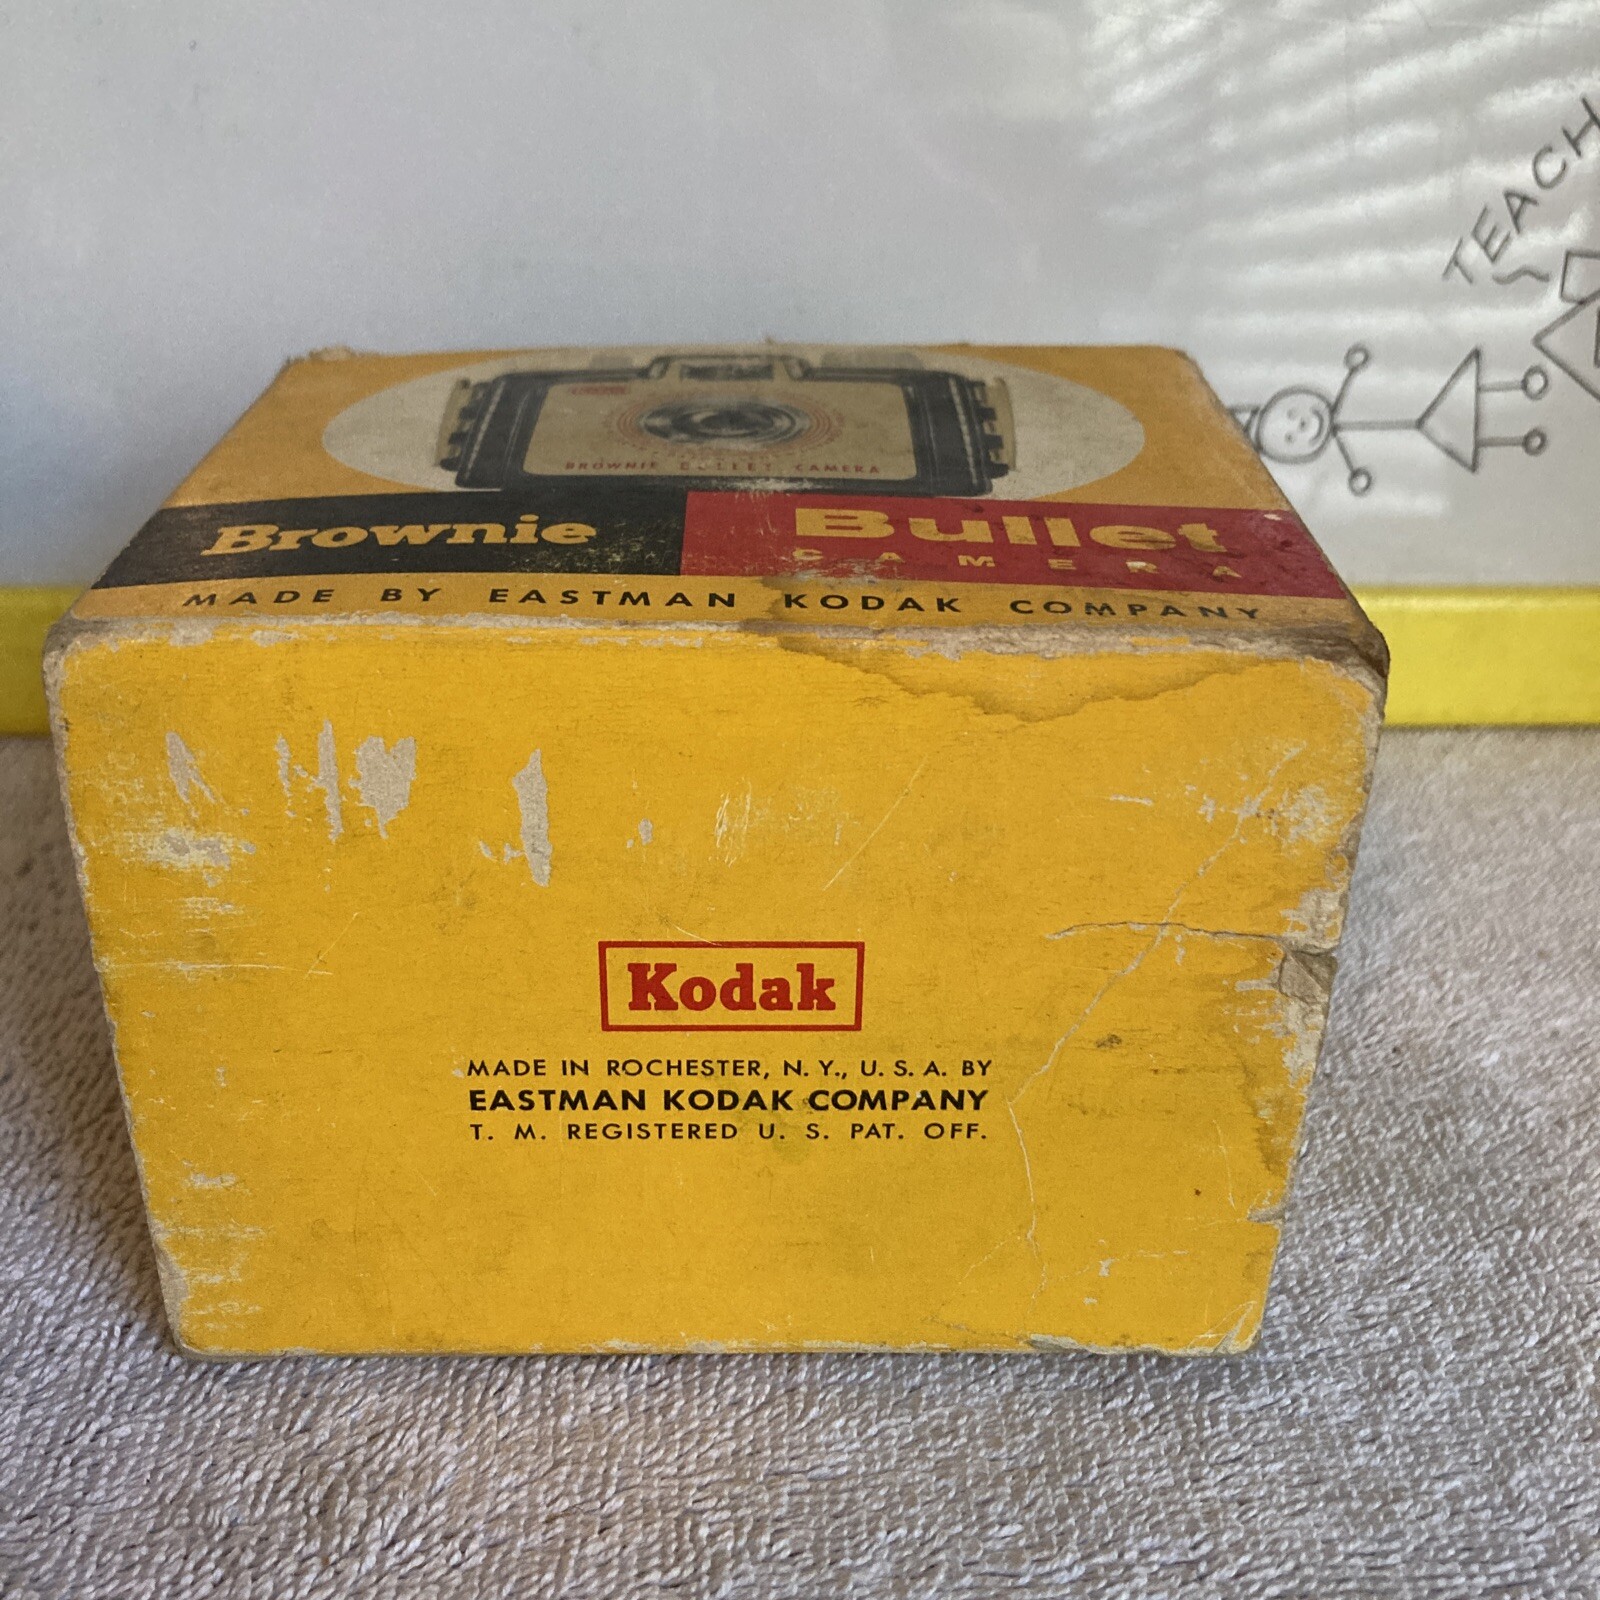 BROWNIE BULLET CAMERA
Brownie Bullet
CAMERA
MADE BY EASTMAN KODAK COMPANY
Kodak
MADE IN ROCHESTER, N. Y., U. S. A. BY
EASTMAN KODAK COMPANY
T. M. REGISTERED U. S. PAT. OFF.
TEACH